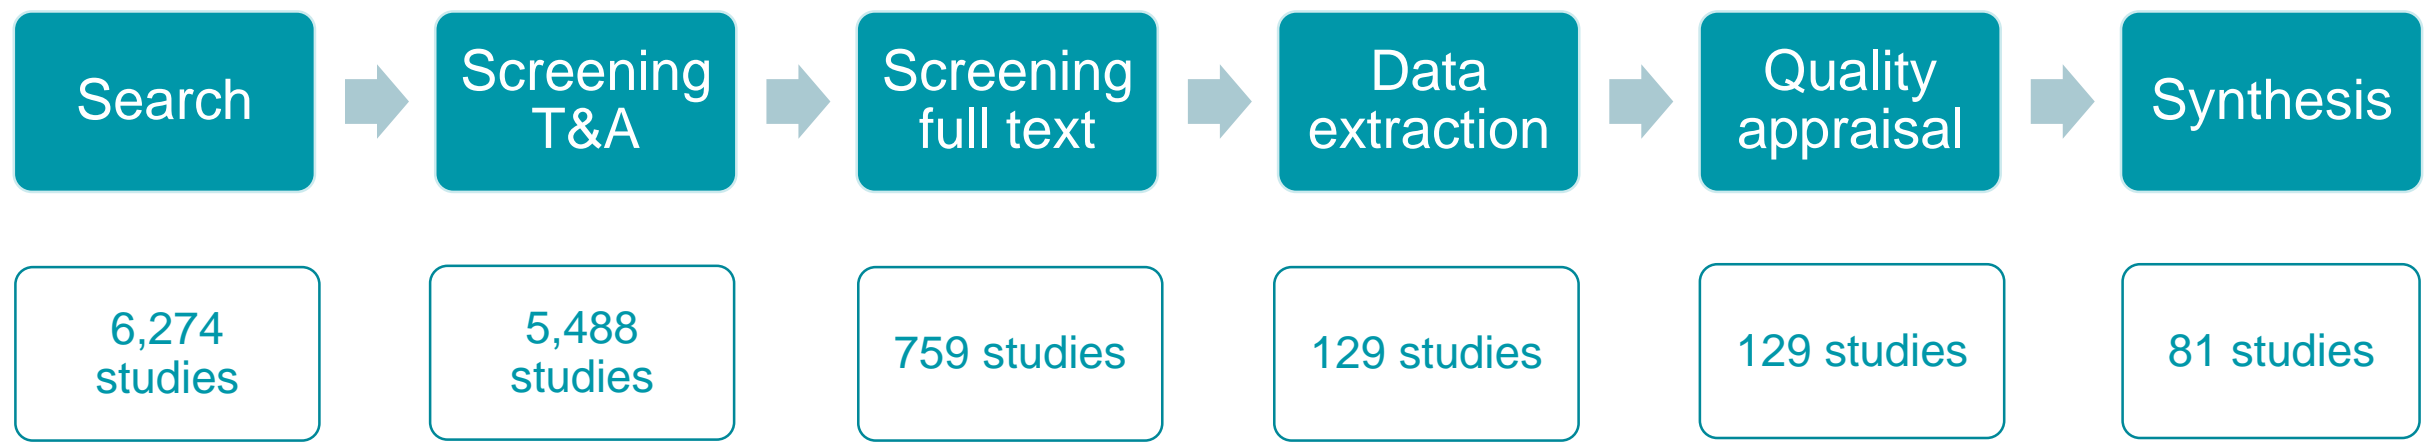 Search
Screening
T&A
Screening
full text
Data
extraction
Quality
appraisal
Synthesis
6,274
studies
5,488
studies
759 studies
129 studies
129 studies
81 studies